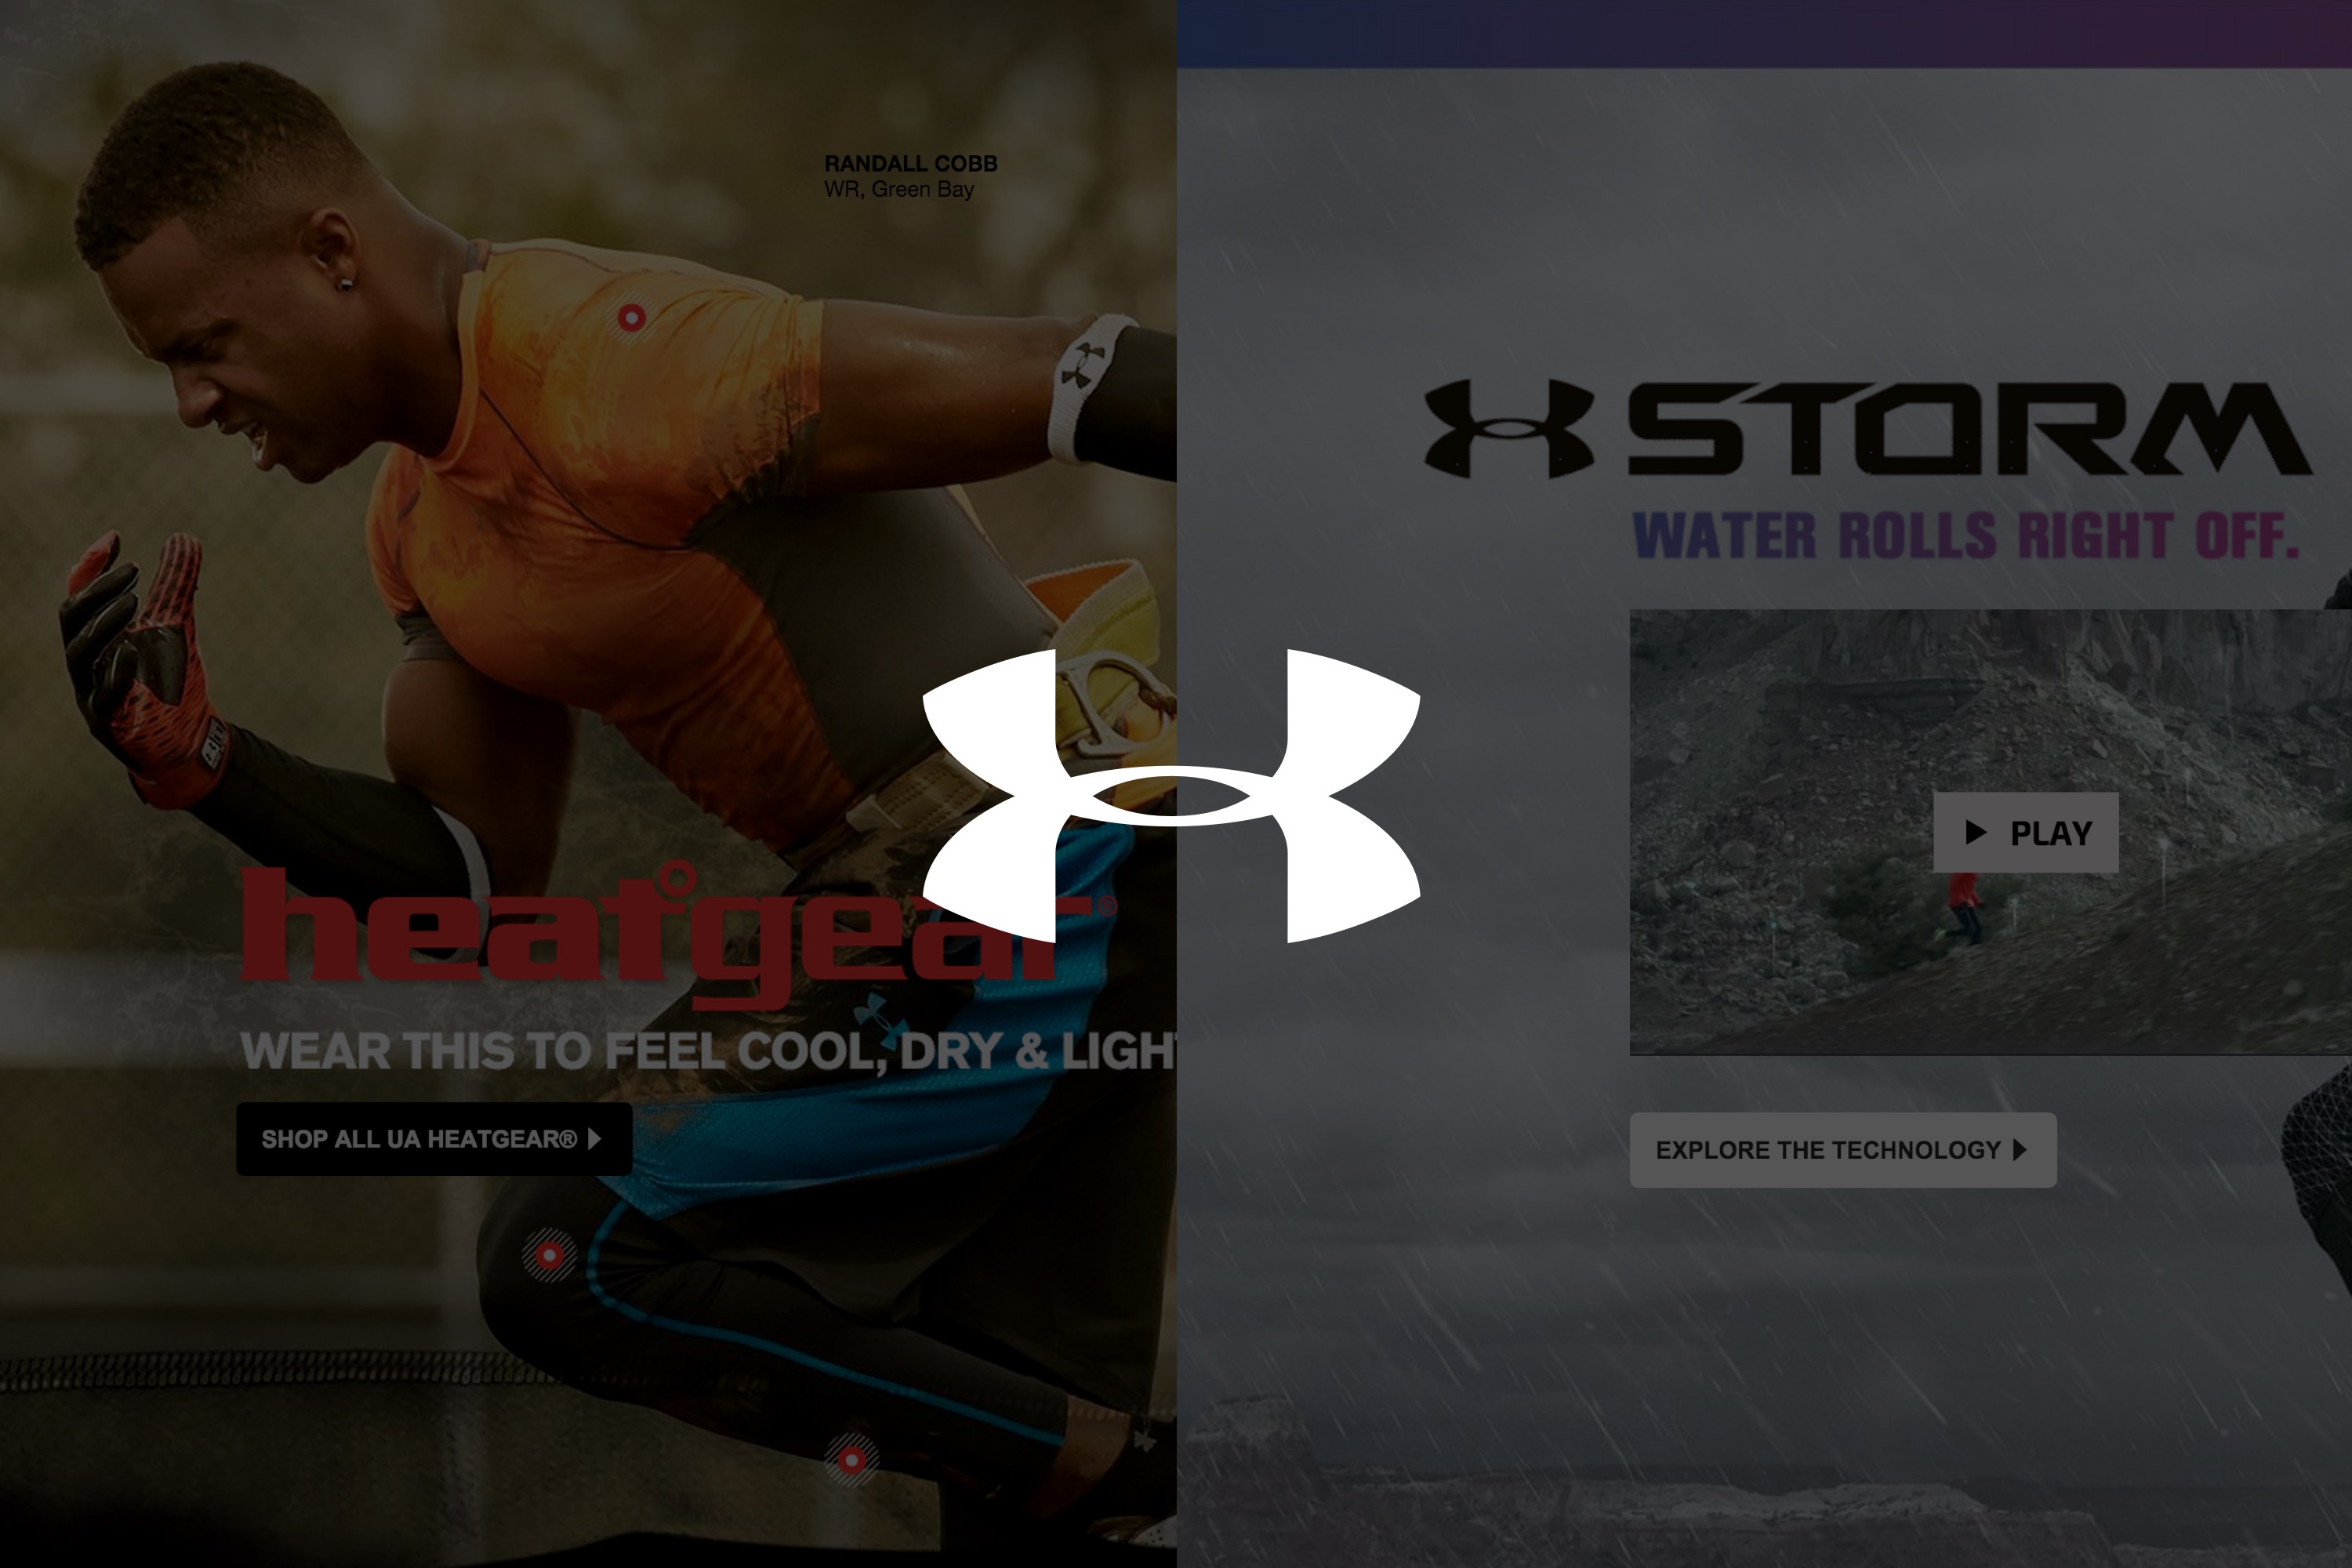 RANDALL COBB
WR, Green Bay
heatgear®
WEAR THIS TO FEEL COOL, DRY & LIGH
SHOP ALL UA HEATGEAR®
STORM
WATER ROLLS RIGHT OFF.
PLAY
EXPLORE THE TECHNOLOGY